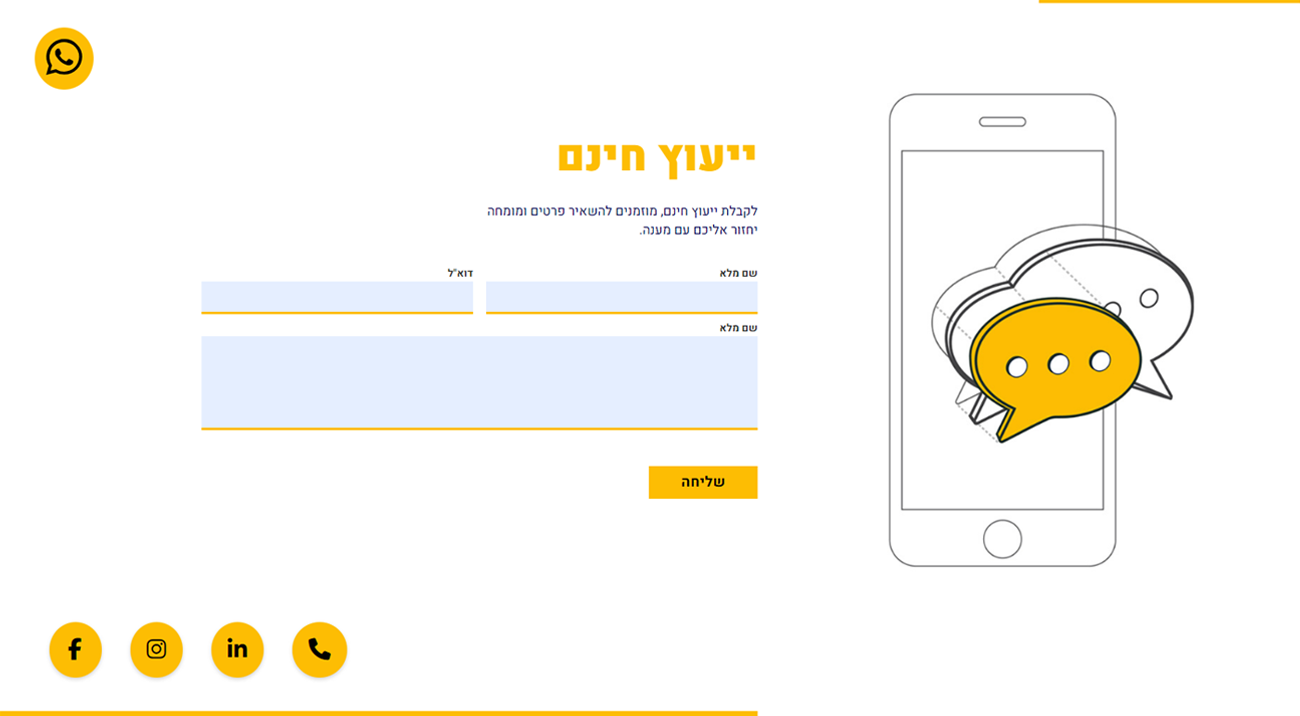 ייעוץ חינם
לקבלת ייעוץ חינם, מוזמנים להשאיר פרטים ומומחה
יחזור אליכם עם מענה.
שם מלא
דוא"ל
שם מלא
שליחה